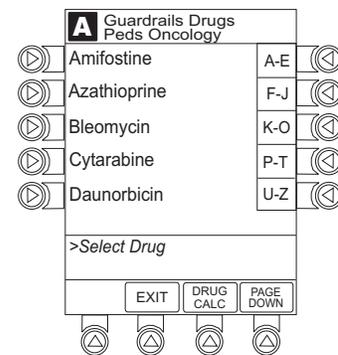 A Guardrails Drugs
Peds Oncology
Amifostine A-E
Azathioprine F-J
Bleomycin K-O
Cytarabine P-T
Daunorbicin U-Z
>Select Drug
EXIT DRUG CALC PAGE DOWN